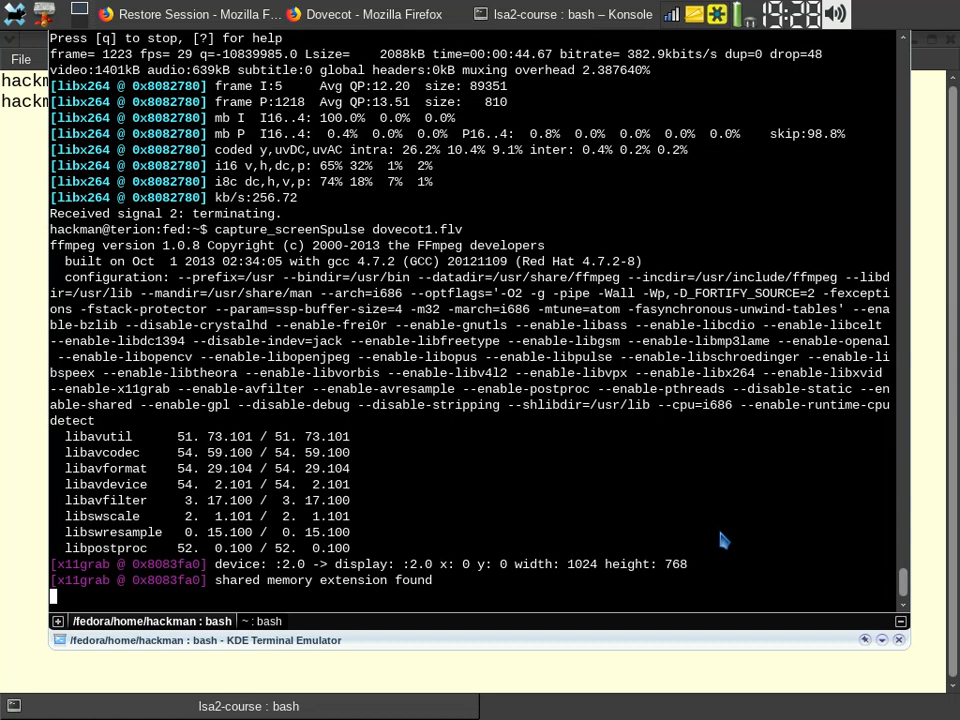 Restore Session - Mozilla F...
Dovecot - Mozilla Firefox
lsa2-course : bash – Konsole
19:28
File
hackm
hackm
Press [q] to stop, [?] for help
frame= 1223 fps= 29 q=-10839985.0 Lsize=    2088kB time=00:00:44.67 bitrate= 382.9kbits/s dup=0 drop=48
video:1401kB audio:639kB subtitle:0 global headers:0kB muxing overhead 2.387640%
[libx264 @ 0x8082780] frame I:5     Avg QP:12.20  size: 89351
[libx264 @ 0x8082780] frame P:1218  Avg QP:13.51  size:   810
[libx264 @ 0x8082780] mb I  I16..4: 100.0%  0.0%  0.0%
[libx264 @ 0x8082780] mb P  I16..4:  0.4%  0.0%  0.0%  P16..4:  0.8%  0.0%  0.0%  0.0%  0.0%    skip:98.8%
[libx264 @ 0x8082780] coded y,uvDC,uvAC intra: 26.2% 10.4% 9.1% inter: 0.4% 0.2% 0.2%
[libx264 @ 0x8082780] i16 v,h,dc,p: 65% 32%  1%  2%
[libx264 @ 0x8082780] i8c dc,h,v,p: 74% 18%  7%  1%
[libx264 @ 0x8082780] kb/s:256.72
Received signal 2: terminating.
hackman@terion:fed:~$ capture_screenSpulse dovecot1.flv
ffmpeg version 1.0.8 Copyright (c) 2000-2013 the FFmpeg developers
  built on Oct  1 2013 02:34:05 with gcc 4.7.2 (GCC) 20121109 (Red Hat 4.7.2-8)
  configuration: --prefix=/usr --bindir=/usr/bin --datadir=/usr/share/ffmpeg --incdir=/usr/include/ffmpeg --libd
ir=/usr/lib --mandir=/usr/share/man --arch=i686 --optflags='-O2 -g -pipe -Wall -Wp,-D_FORTIFY_SOURCE=2 -fexcepti
ons -fstack-protector --param=ssp-buffer-size=4 -m32 -march=i686 -mtune=atom -fasynchronous-unwind-tables' --ena
ble-bzlib --disable-crystalhd --enable-frei0r --enable-gnutls --enable-libass --enable-libcdio --enable-libcelt
--enable-libdc1394 --disable-indev=jack --enable-libfreetype --enable-libgsm --enable-libmp3lame --enable-openal
 --enable-libopencv --enable-libopenjpeg --enable-libopus --enable-libpulse --enable-libschroedinger --enable-li
bspeex --enable-libtheora --enable-libvorbis --enable-libv4l2 --enable-libvpx --enable-libx264 --enable-libxvid
--enable-x11grab --enable-avfilter --enable-avresample --enable-postproc --enable-pthreads --disable-static --en
able-shared --enable-gpl --disable-debug --disable-stripping --shlibdir=/usr/lib --cpu=i686 --enable-runtime-cpu
detect
  libavutil      51. 73.101 / 51. 73.101
  libavcodec     54. 59.100 / 54. 59.100
  libavformat    54. 29.104 / 54. 29.104
  libavdevice    54.  2.101 / 54.  2.101
  libavfilter     3. 17.100 /  3. 17.100
  libswscale      2.  1.101 /  2.  1.101
  libswresample   0. 15.100 /  0. 15.100
  libpostproc    52.  0.100 / 52.  0.100
[x11grab @ 0x8083fa0] device: :2.0 -> display: :2.0 x: 0 y: 0 width: 1024 height: 768
[x11grab @ 0x8083fa0] shared memory extension found
/fedora/home/hackman : bash
~ : bash
/fedora/home/hackman : bash - KDE Terminal Emulator
lsa2-course : bash